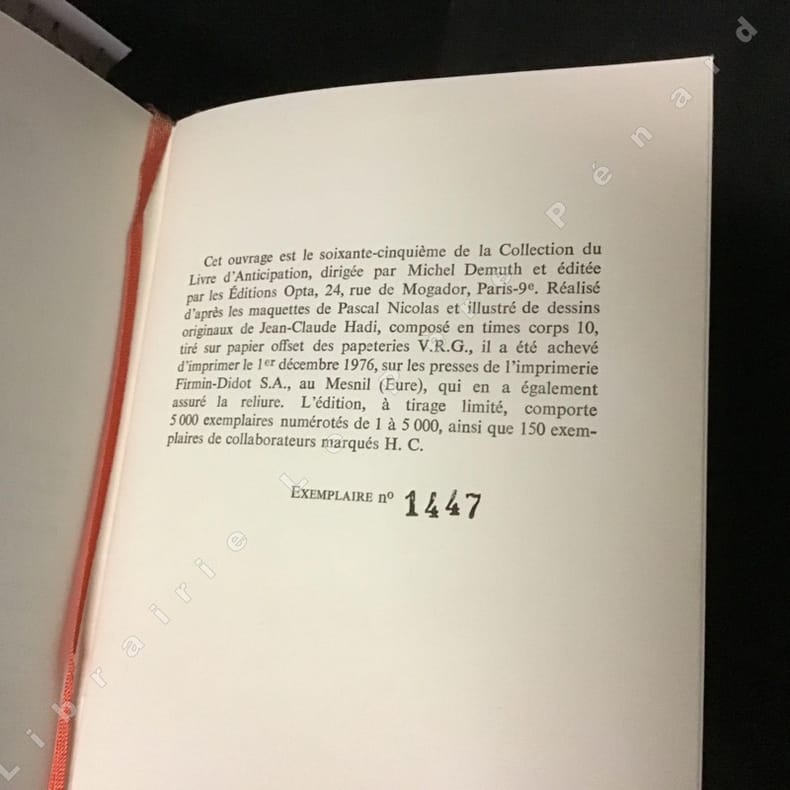 Cet ouvrage est le soixante-cinquième de la Collection du
Livre d'Anticipation, dirigée par Michel Demuth et éditée
par les Éditions Opta, 24, rue de Mogador, Paris-9e. Réalisé
d'après les maquettes de Pascal Nicolas et illustré de dessins
originaux de Jean-Claude Hadi, composé en times corps 10,
tiré sur papier offset des papeteries V.R.G., il a été achevé
d'imprimer le 1er décembre 1976, sur les presses de l'imprimerie
Firmin-Didot S.A., au Mesnil (Eure), qui en a également
assuré la reliure. L'édition, à tirage limité, comporte
5 000 exemplaires numérotés de 1 à 5 000, ainsi que 150 exem-
plaires de collaborateurs marqués H. C.
EXEMPLAIRE nº 1447
Librairie Le Père Pénard